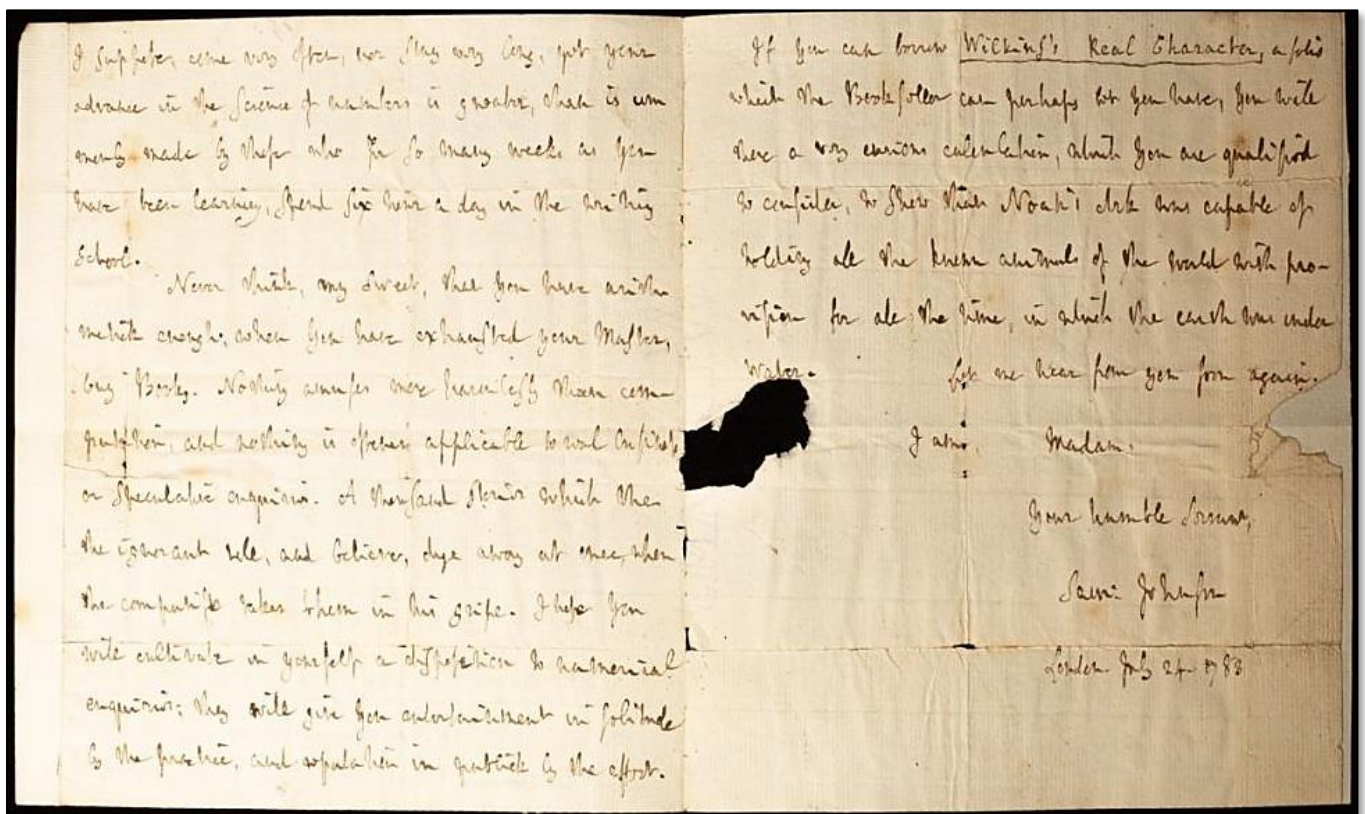 I suppose, come very often, nor stay very long, yet your
advance in the science of numbers is greater, than is com
monly made by those who for so many weeks as you
have been learning, spend six hours a day in the writing
school.
Never think, my Sweet, that you have arith
metick enough; when you have exhausted your Master,
buy Books. Nothing amuses more harmlessly than com-
putation, and nothing is oftener applicable to real business
or speculative enquiries. A thousand stories which the
the ignorant tell, and believe, dye away at once, when
the computist takes them in his gripe. I hope you
will cultivate in yourself a disposition to numerical
enquiries; they will give you entertainment in solitude
by the practice, and reputation in publick by the effect.
If you can borrow Wilkins's Real Character, a folio
which the Bookseller can perhaps let you have, you will
have a very curious calculation, which you are qualified
to consider, to shew that Noah's Ark was capable of
holding all the known animals of the world with pro-
vision for all the time, in which the earth was under
water. Let me hear from you soon again.
I am, Madam,
Your humble servant,
Sam: Johnson
London July 24 1783